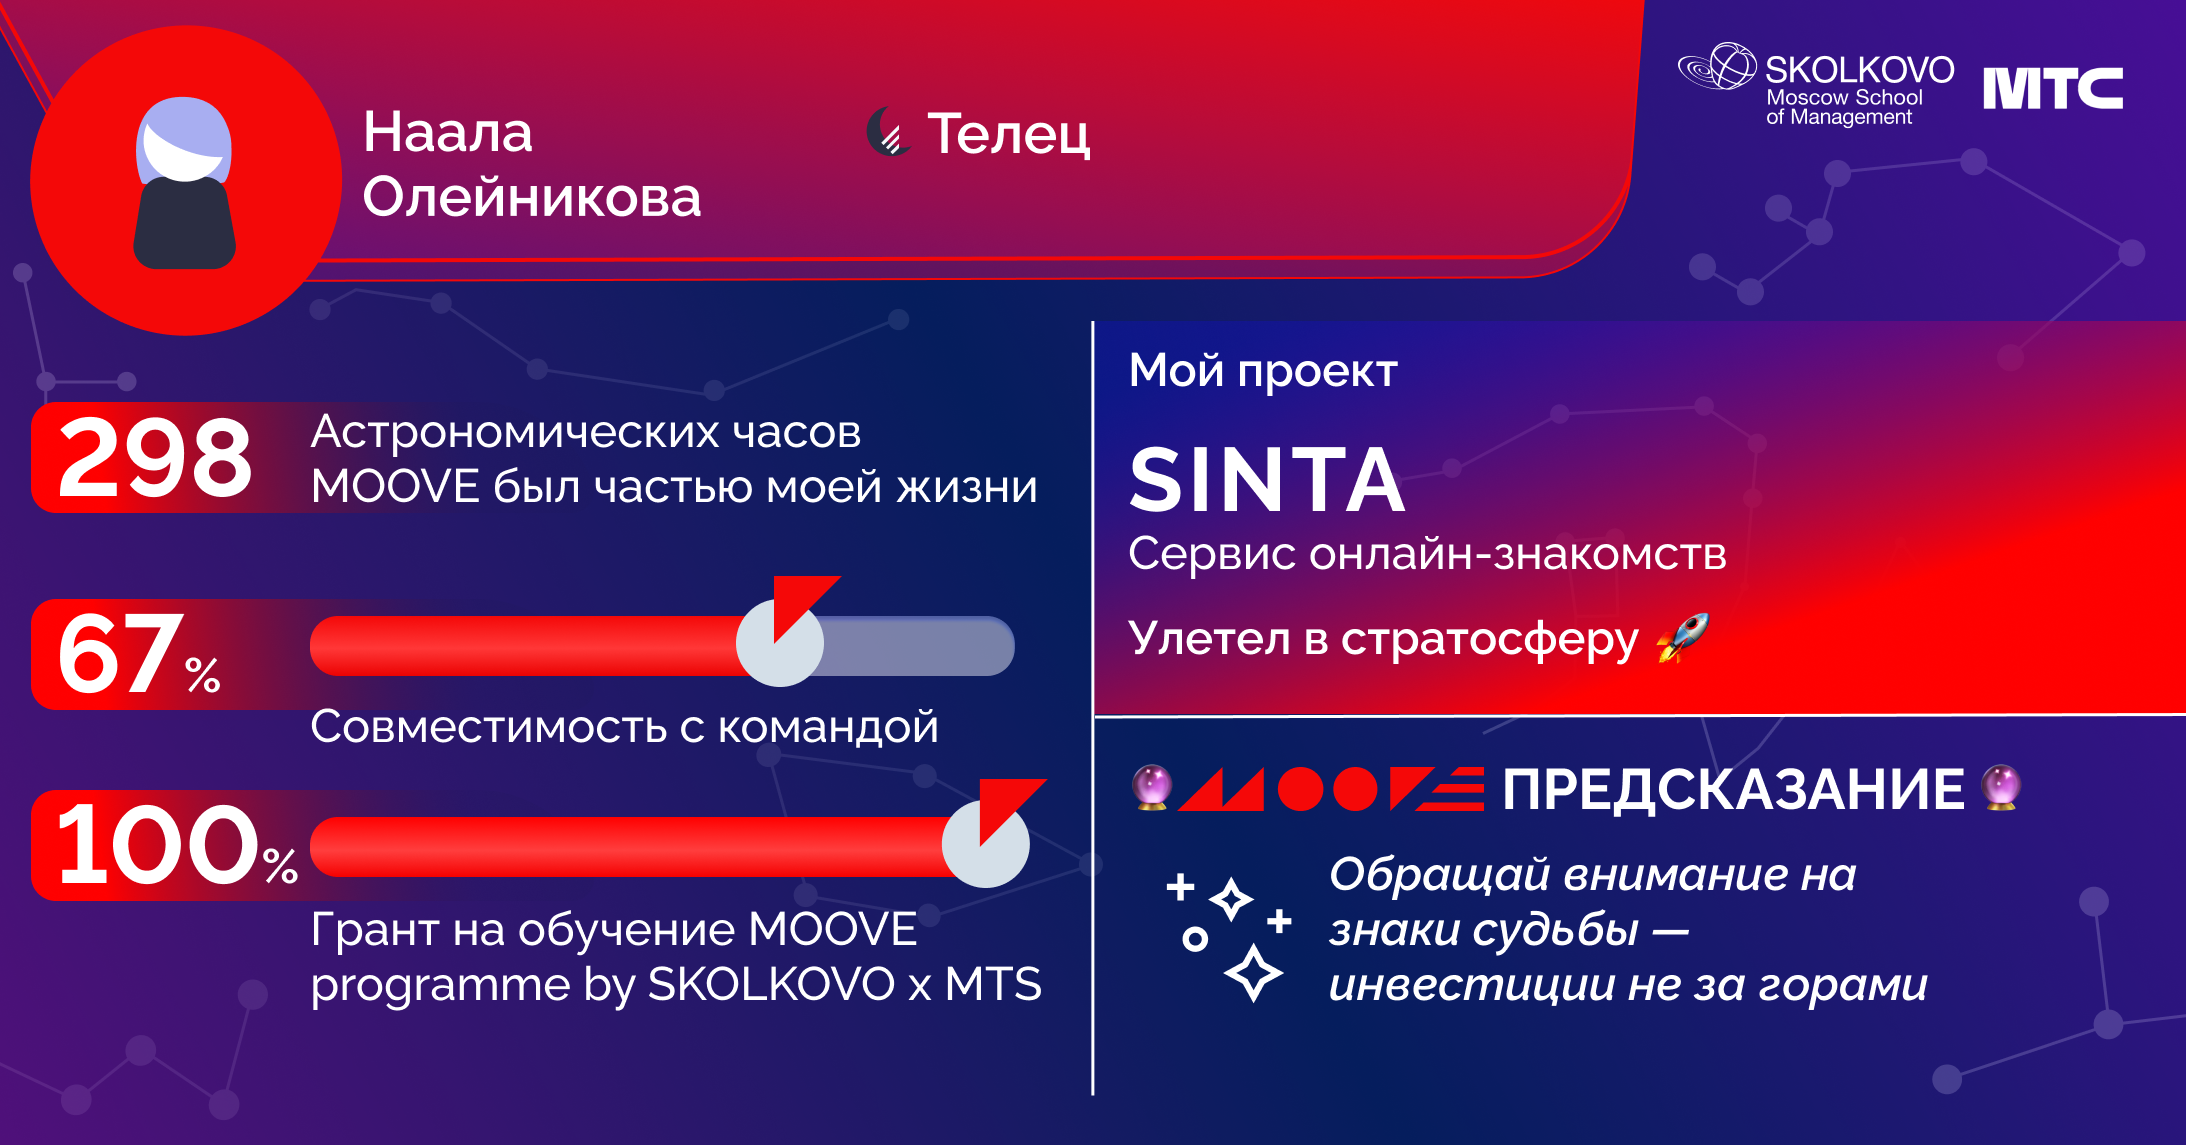 Наала
Олейникова
Телец
SKOLKOVO
Moscow School
of Management
МТС
298
Астрономических часов
MOOVE был частью моей жизни
67%
Совместимость с командой
100%
Грант на обучение MOOVE
programme by SKOLKOVO x MTS
Мой проект
SINTA
Сервис онлайн-знакомств
Улетел в стратосферу
MOOVE ПРЕДСКАЗАНИЕ
Обращай внимание на
знаки судьбы —
инвестиции не за горами